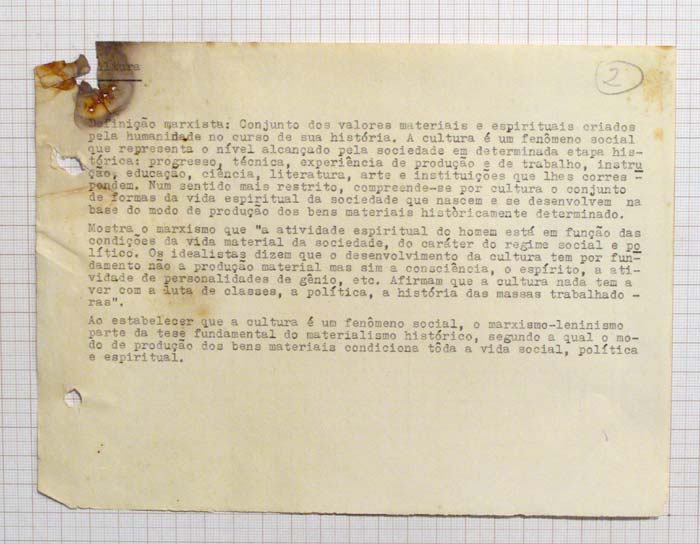 ltura
2
Definição marxista: Conjunto dos valores materiais e espirituais criados
pela humanidade no curso de sua história. A cultura é um fenômeno social
que representa o nível alcançado pela sociedade em determinada etapa his-
tórica: progresso, técnica, experiência de produção e de trabalho, instru
ção, educação, ciência, literatura, arte e instituições que lhes corres -
pondem. Num sentido mais restrito, compreende-se por cultura o conjunto
de formas da vida espiritual da sociedade que nascem e se desenvolvem na
base do modo de produção dos bens materiais històricamente determinado.
Mostra o marxismo que "a atividade espiritual do homem está em função das
condições da vida material da sociedade, do caráter do regime social e po
lítico. Os idealistas dizem que o desenvolvimento da cultura tem por fun
damento não a produção material mas sim a consciência, o espírito, a ati-
vidade de personalidades de gênio, etc. Afirmam que a cultura nada tem a
ver com a luta de classes, a política, a história das massas trabalhado -
ras".
Ao estabelecer que a cultura é um fenômeno social, o marxismo-leninismo
parte da tese fundamental do materialismo histórico, segundo a qual o mo-
do de produção dos bens materiais condiciona tôda a vida social, política
e espiritual.